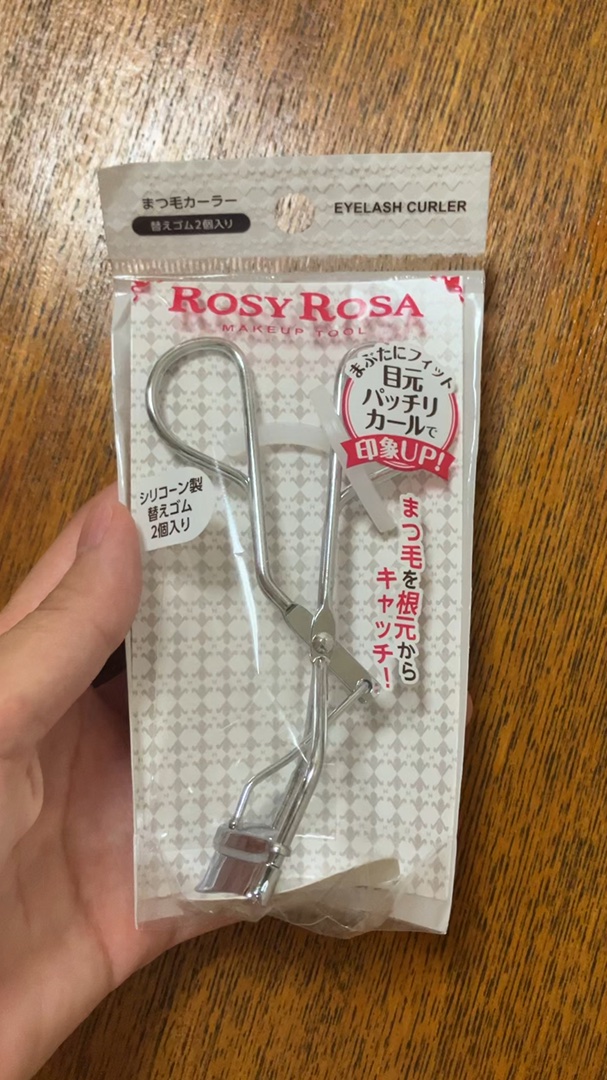 まつ毛カーラー
替えゴム2個入り
EYELASH CURLER
ROSY ROSA
MAKEUP TOOL
まぶたにフィット
目元
パッチリ
カールで
印象UP!
シリコーン製
替えゴム
2個入り
まつ毛を根元から
キャッチ!